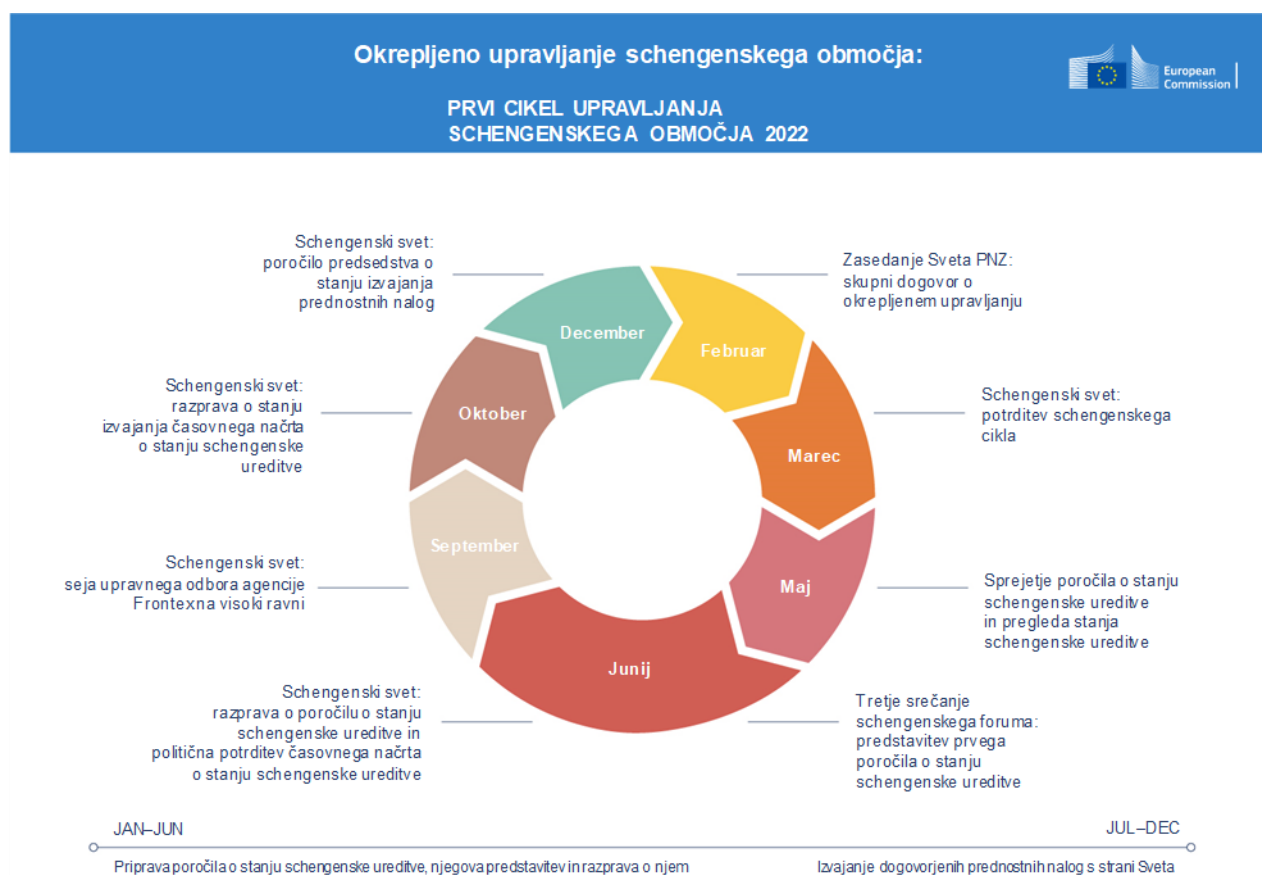 Okrepljeno upravljanje schengenskega območja:
PRVI CIKEL UPRAVLJANJA
SCHENGENSKEGA OBMOČJA 2022
European
Commission
Schengenski svet:
poročilo predsedstva o
stanju izvajanja
prednostnih nalog
Zasedanje Sveta PNZ:
skupni dogovor o
okrepljenem upravljanju
December
Februar
Schengenski svet:
razprava o stanju
izvajanja časovnega načrta
o stanju schengenske
ureditve
Oktober
Marec
Schengenski svet:
potrditev schengenskega
cikla
Schengenski svet:
seja upravnega odbora agencije
Frontexna visoki ravni
September
Maj
Sprejetje poročila o stanju
schengenske ureditve
in pregleda stanja
schengenske ureditve
Junij
Schengenski svet:
razprava o poročilu o stanju
schengenske ureditve in
politična potrditev časovnega načrta
o stanju schengenske ureditve
Tretje srečanje
schengenskega foruma:
predstavitev prvega
poročila o stanju
schengenske ureditve
JAN–JUN
JUL–DEC
Priprava poročila o stanju schengenske ureditve, njegova predstavitev in razprava o njem
Izvajanje dogovorjenih prednostnih nalog s strani Sveta